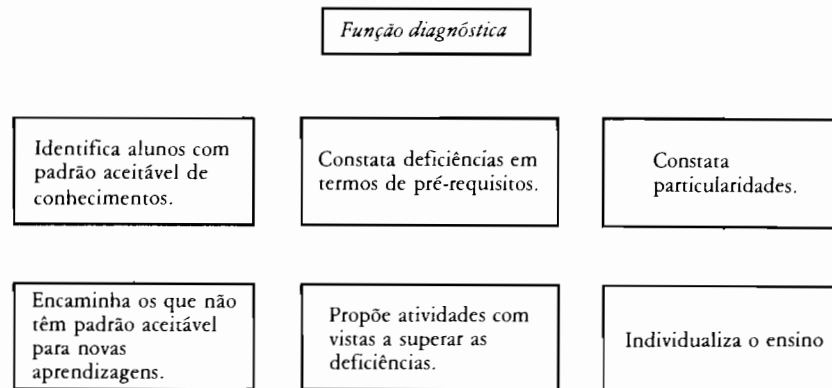 Função diagnóstica
Identifica alunos com
padrão aceitável de
conhecimentos.
Constata deficiências em
termos de pré-requisitos.
Constata
particularidades.
Encaminha os que não
têm padrão aceitável
para novas
aprendizagens.
Propõe atividades com
vistas a superar as
deficiências.
Individualiza o ensino